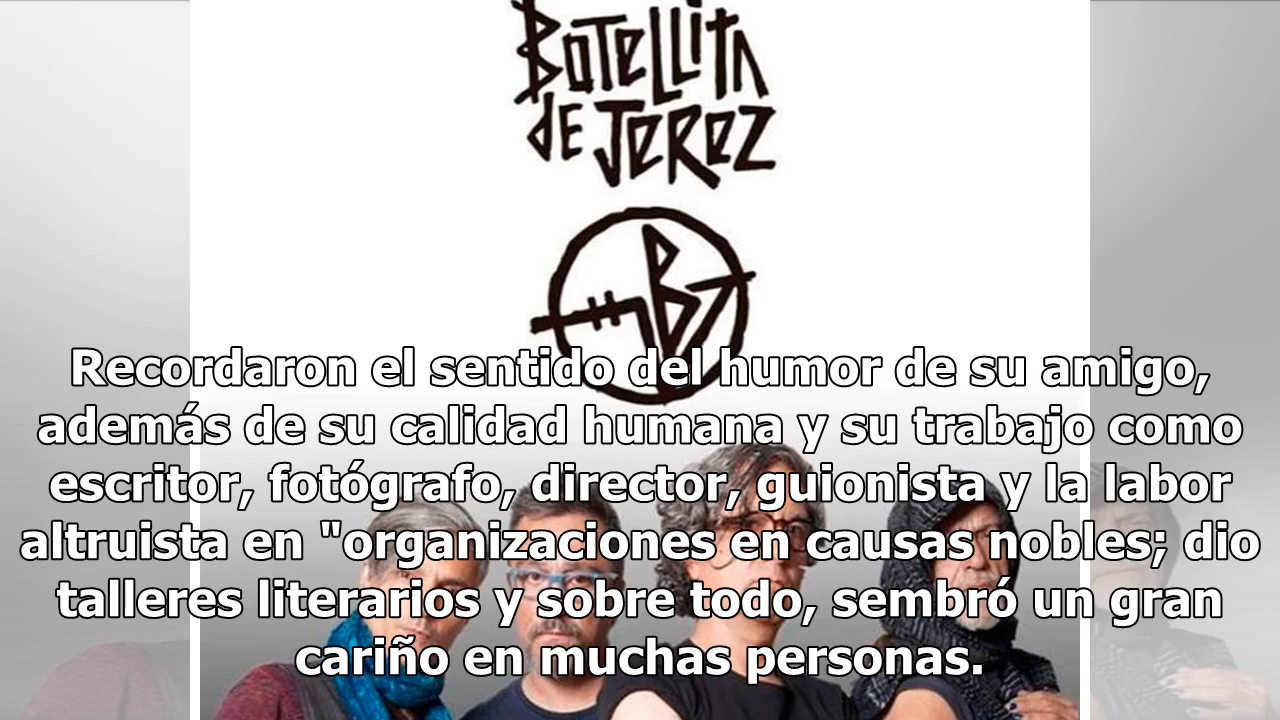 BOTELLITA
DE JEREZ
Recordaron el sentido del humor de su amigo,
además de su calidad humana y su trabajo como
escritor, fotógrafo, director, guionista y la labor
altruista en "organizaciones en causas nobles; dio
talleres literarios y sobre todo, sembró un gran
cariño en muchas personas.